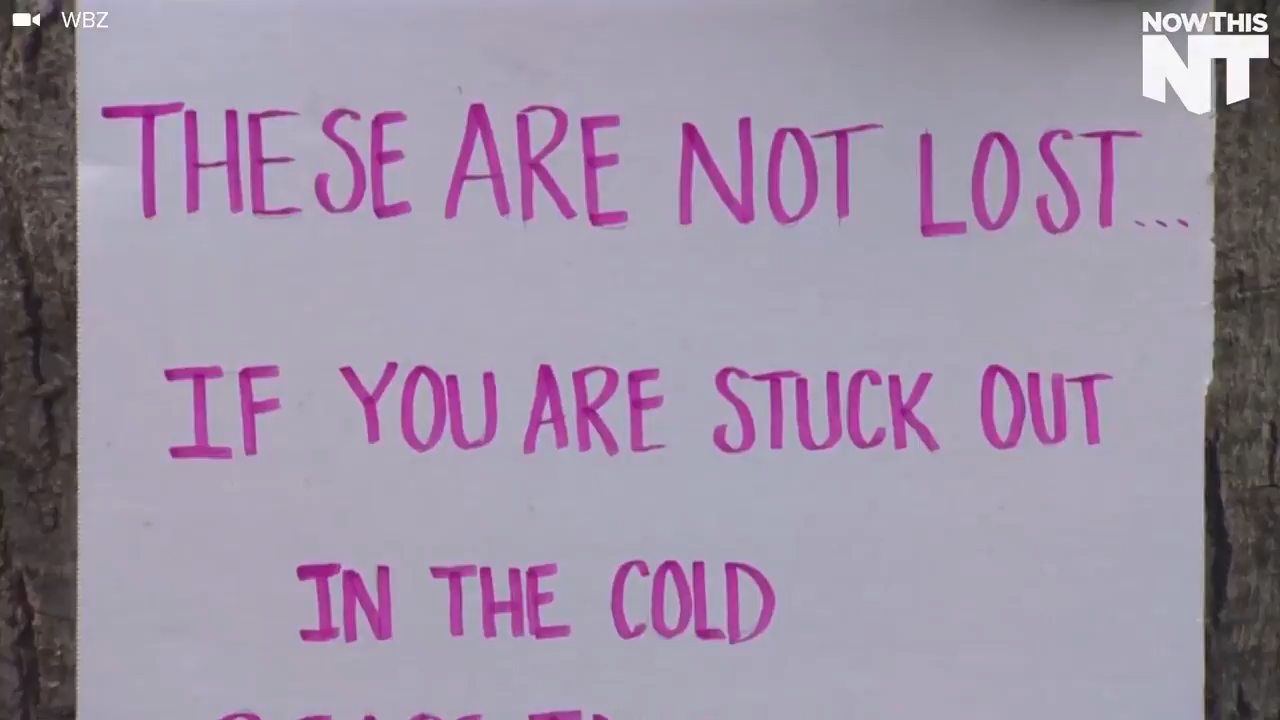 WBZ
NOWTHIS
NT
THESE ARE NOT LOST...
IF YOU ARE STUCK OUT
IN THE COLD